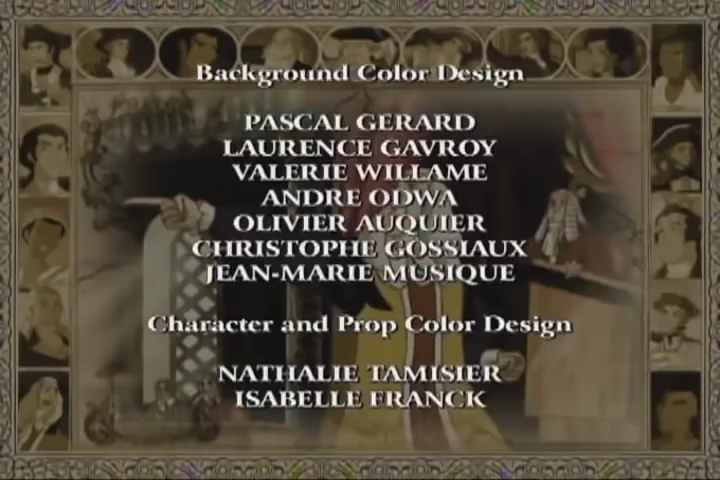 Background Color Design
PASCAL GERARD
LAURENCE GAVROY
VALERIE WILLAME
ANDRE ODWA
OLIVIER AUQUIER
CHRISTOPHE GOSSIAUX
JEAN-MARIE MUSIQUE
Character and Prop Color Design
NATHALIE TAMISIER
ISABELLE FRANCK